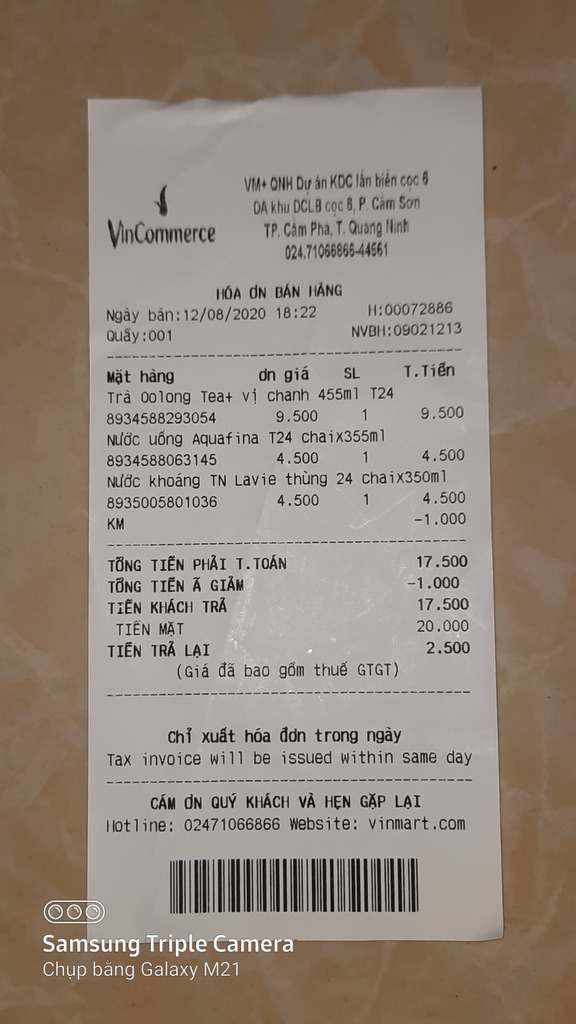 VinCommerce
VM+ QNH Dự án KDC lấn biển cọc 6
DA khu DCLB cọc 6, P. Cẩm Sơn
TP. Cẩm Phả, T. Quảng Ninh
024.71066866-44561
HÓA ƠN BÁN HÀNG
Ngày bán:12/08/2020 18:22 H:00072886
Quầy:001 NVBH:09021213
Mặt hàng ơn giá SL T.Tiền
Trà Oolong Tea+ vị chanh 455ml T24
8934588293054 9.500 1 9.500
Nước uống Aquafina T24 chaix355ml
8934588063145 4.500 1 4.500
Nước khoáng TN Lavie thùng 24 chaix350ml
8935005801036 4.500 1 4.500
KM -1.000
TỔNG TIỀN PHẢI T.TOÁN 17.500
TỔNG TIỀN Ã GIẢM -1.000
TIỀN KHÁCH TRẢ 17.500
TIỀN MẶT 20.000
TIỀN TRẢ LẠI 2.500
(Giá đã bao gồm thuế GTGT)
Chỉ xuất hóa đơn trong ngày
Tax invoice will be issued within same day
CẢM ƠN QUÝ KHÁCH VÀ HẸN GẶP LẠI
Hotline: 02471066866 Website: vinmart.com
Samsung Triple Camera
Chụp bằng Galaxy M21